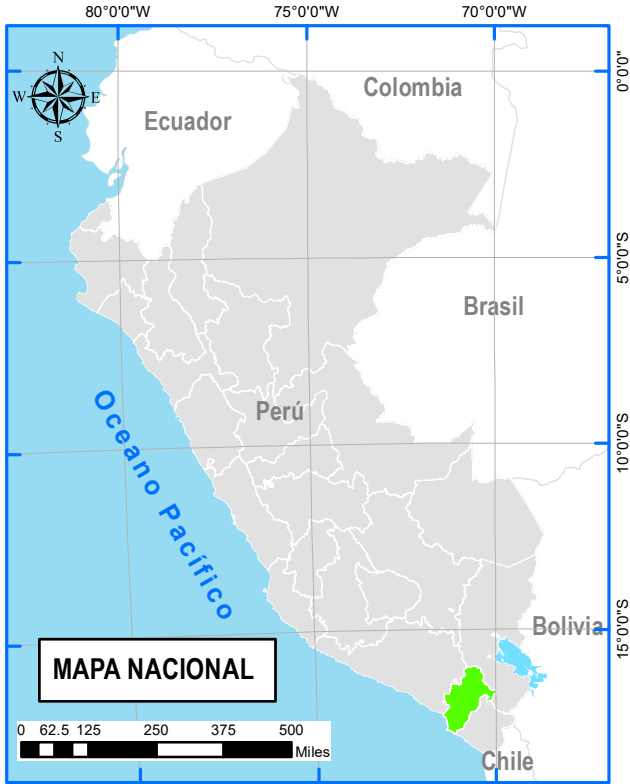 80°0'0"W 75°0'0"W 70°0'0"W
N
W E
S
Colombia
Ecuador
0°0'0"
5°0'0"S
Brasil
Perú
Oceano Pacífico
10°0'0"S
Bolivia
15°0'0"S
MAPA NACIONAL
0 62.5 125 250 375 500
Miles
Chile